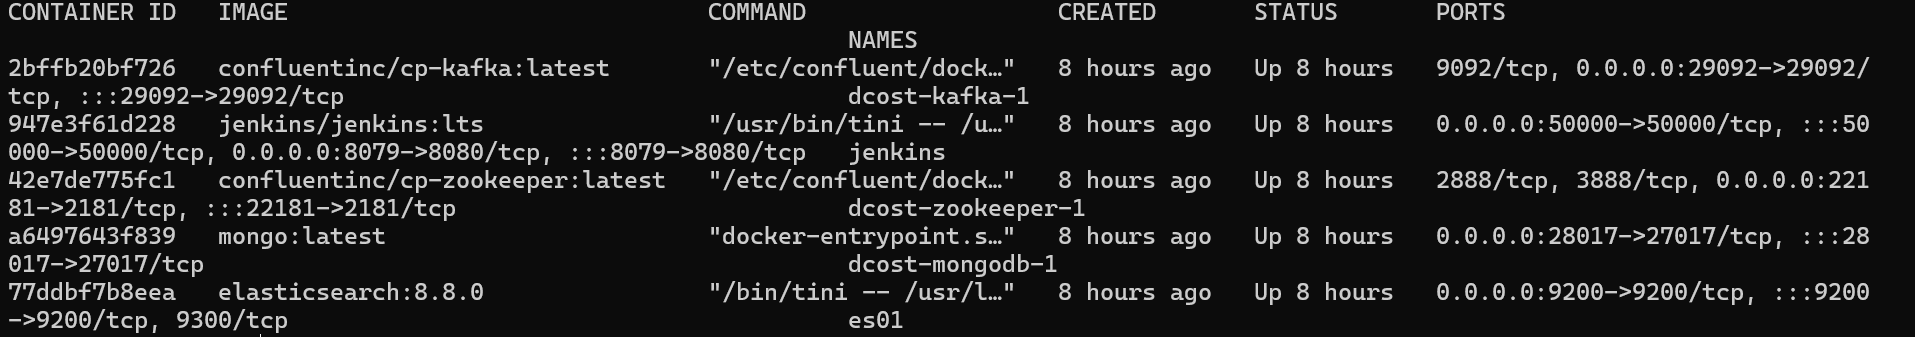 CONTAINER ID   IMAGE                              COMMAND                  CREATED       STATUS       PORTS
                                                            NAMES
2bffb20bf726   confluentinc/cp-kafka:latest       "/etc/confluent/dock…"   8 hours ago   Up 8 hours   9092/tcp, 0.0.0.0:29092->29092/
tcp, :::29092->29092/tcp                                    dcost-kafka-1
947e3f61d228   jenkins/jenkins:lts                "/usr/bin/tini -- /u…"   8 hours ago   Up 8 hours   0.0.0.0:50000->50000/tcp, :::50
000->50000/tcp, 0.0.0.0:8079->8080/tcp, :::8079->8080/tcp   jenkins
42e7de775fc1   confluentinc/cp-zookeeper:latest   "/etc/confluent/dock…"   8 hours ago   Up 8 hours   2888/tcp, 3888/tcp, 0.0.0.0:221
81->2181/tcp, :::22181->2181/tcp                            dcost-zookeeper-1
a6497643f839   mongo:latest                       "docker-entrypoint.s…"   8 hours ago   Up 8 hours   0.0.0.0:28017->27017/tcp, :::28
017->27017/tcp                                              dcost-mongodb-1
77ddbf7b8eea   elasticsearch:8.8.0                "/bin/tini -- /usr/l…"   8 hours ago   Up 8 hours   0.0.0.0:9200->9200/tcp, :::9200
->9200/tcp, 9300/tcp                                        es01